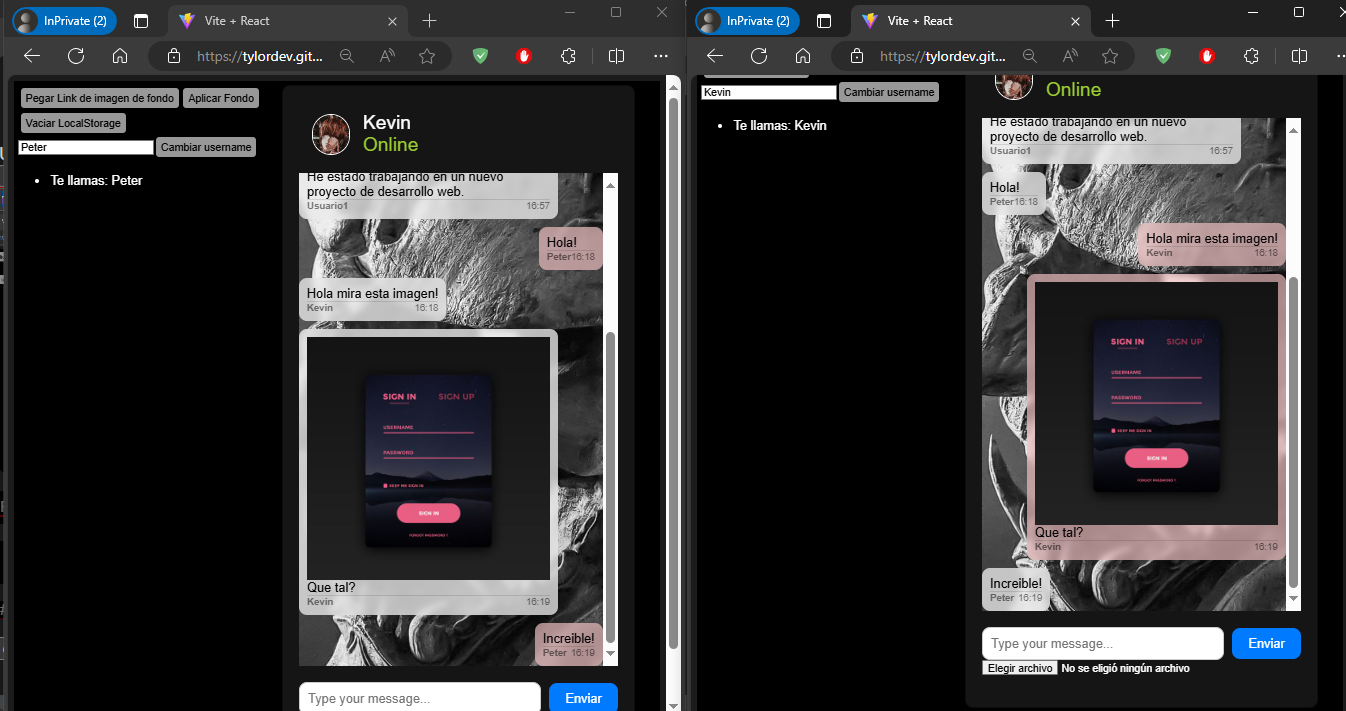 InPrivate (2)
Vite + React
https://tylordev.git...
Pegar Link de imagen de fondo
Aplicar Fondo
Vaciar LocalStorage
Peter
Cambiar username
Te llamas: Peter
Kevin
Online
He estado trabajando en un nuevo
proyecto de desarrollo web.
Usuario1 16:57
Hola!
Peter16:18
Hola mira esta imagen!
Kevin 16:18
SIGN IN SIGN UP
USERNAME
PASSWORD
KEEP ME SIGN IN
SIGN IN
FORGOT PASSWORD ?
Que tal?
Kevin 16:19
Increible!
Peter 16:19
Type your message...
Enviar
InPrivate (2)
Vite + React
https://tylordev.git...
Kevin
Cambiar username
Te llamas: Kevin
Online
He estado trabajando en un nuevo
proyecto de desarrollo web.
Usuario1 16:57
Hola!
Peter16:18
Hola mira esta imagen!
Kevin 16:18
SIGN IN SIGN UP
USERNAME
PASSWORD
KEEP ME SIGN IN
SIGN IN
FORGOT PASSWORD ?
Que tal?
Kevin 16:19
Increible!
Peter 16:19
Type your message...
Enviar
Elegir archivo No se eligió ningún archivo